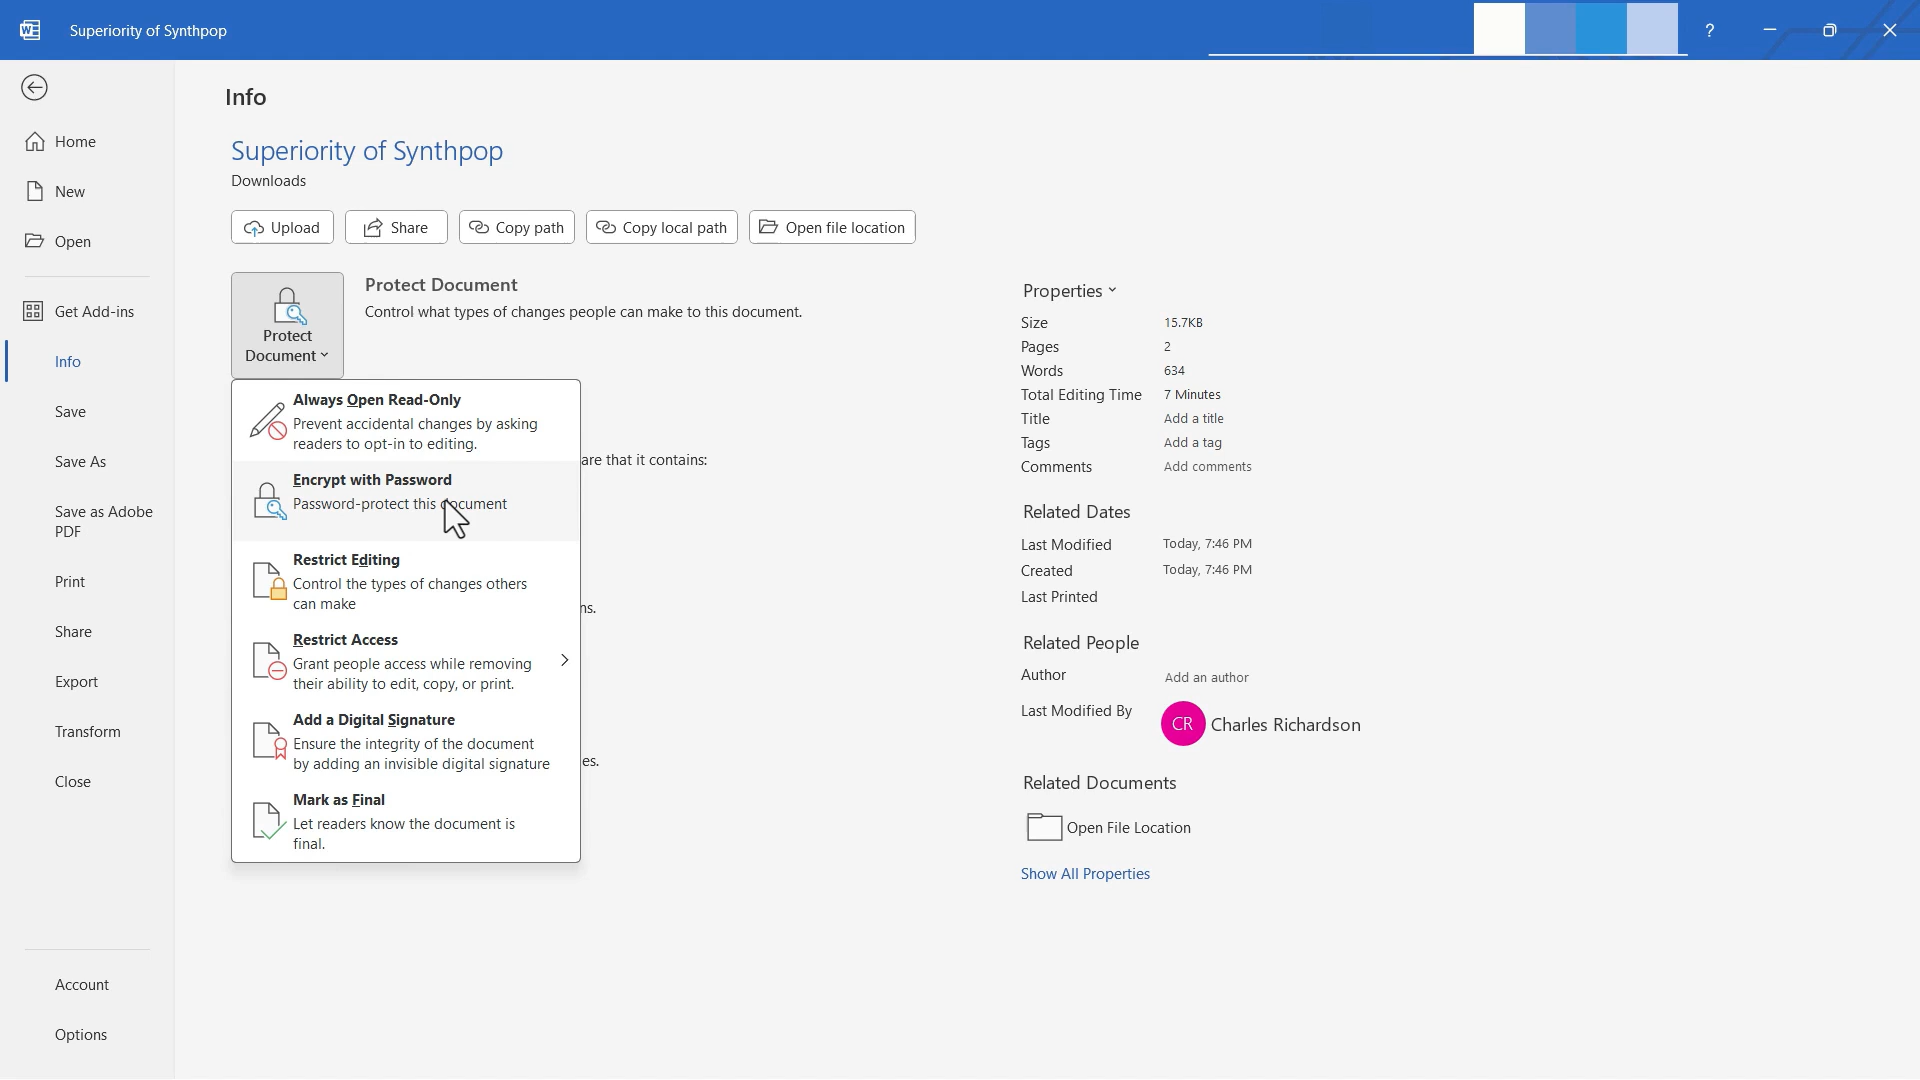 Superiority of Synthpop
?
Home
New
Open
Get Add-ins
Info
Save
Save As
Save as Adobe
PDF
Print
Share
Export
Transform
Close
Account
Options
Info
Superiority of Synthpop
Downloads
Upload
Share
Copy path
Copy local path
Open file location
Protect
Document
Protect Document
Control what types of changes people can make to this document.
Always Open Read-Only
Prevent accidental changes by asking
readers to opt-in to editing.
Encrypt with Password
Password-protect this document
are that it contains:
Restrict Editing
Control the types of changes others
can make
ns.
Restrict Access
Grant people access while removing
their ability to edit, copy, or print.
Add a Digital Signature
Ensure the integrity of the document
by adding an invisible digital signature
es.
Mark as Final
Let readers know the document is
final.
Properties
Size 15.7KB
Pages 2
Words 634
Total Editing Time 7 Minutes
Title Add a title
Tags Add a tag
Comments Add comments
Related Dates
Last Modified Today, 7:46 PM
Created Today, 7:46 PM
Last Printed
Related People
Author Add an author
Last Modified By CR Charles Richardson
Related Documents
Open File Location
Show All Properties